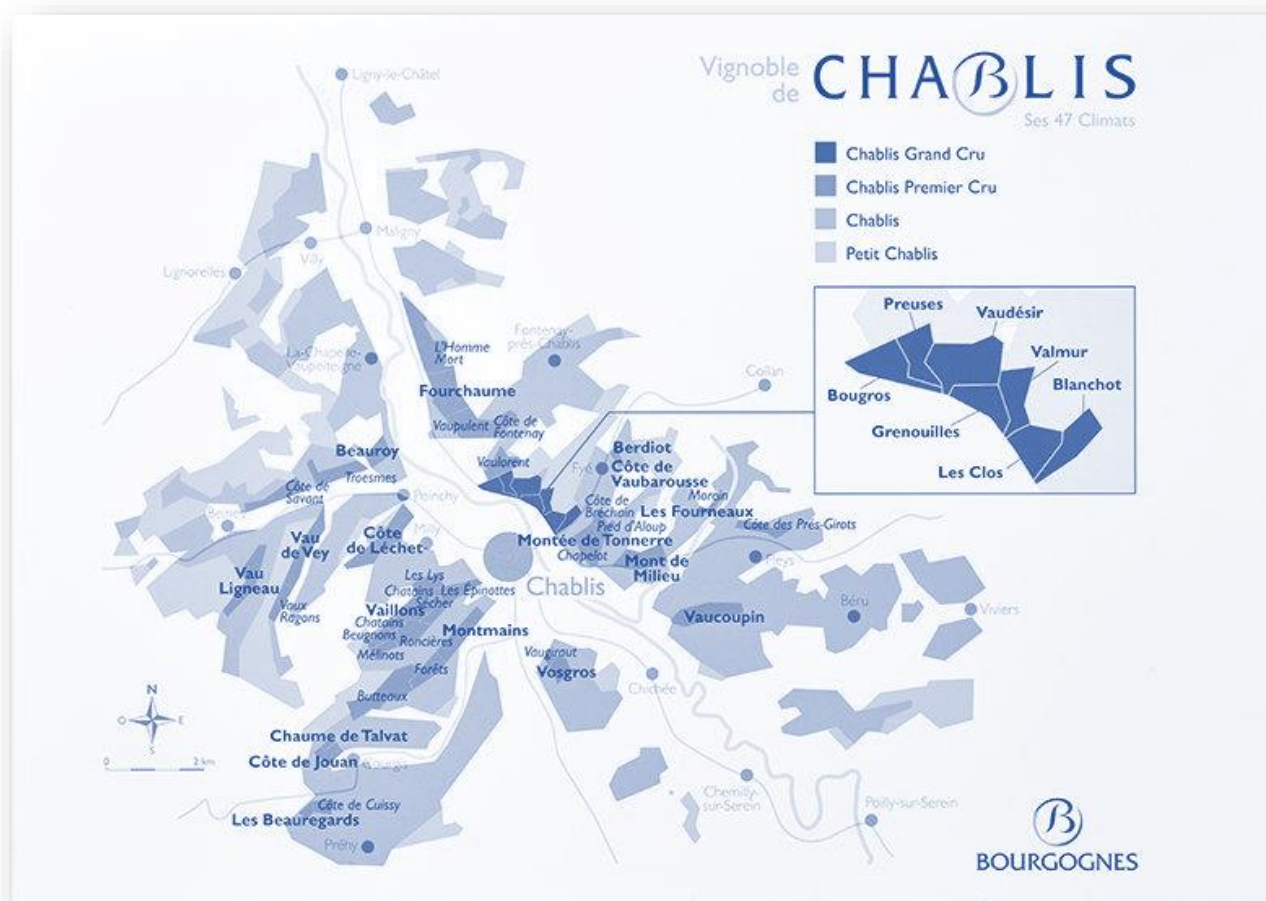 Vignoble
de
CHABLIS
Ses 47 Climats
Chablis Grand Cru
Chablis Premier Cru
Chablis
Petit Chablis
Ligny-le-Châtel
Maligny
Villy
Lignorelles
La-Chapelle-
Vaupelteigne
L'Homme
Mort
Fontenay-
près-Chablis
Fourchaume
Collan
Vaupulent
Côte de
Fontenay
Preuses
Vaudésir
Valmur
Blanchot
Bougros
Grenouilles
Les Clos
Beauroy
Troesmes
Vaulorent
Fyé
Berdiot
Côte de
Vaubarousse
Côte de
Savant
Poinchy
Beines
Côte de
Bréchain
Morein
Les Fourneaux
Pied d'Aloup
Côte des Prés-Girots
Vau
de Vey
Côte
de Léchet
Milly
Montée de Tonnerre
Chapelot
Mont de
Milieu
Fleys
Vau
Ligneau
Chablis
Les Lys
Chatains
Les Épinottes
Sécher
Vaux
Ragons
Vaillons
Chatains
Beugnons
Roncières
Mélinots
Montmains
Forêts
Butteaux
Vaucoupin
Béru
Viviers
Vaugiraut
Vosgros
Chichée
Chaume de Talvat
Côte de Jouan
Courgis
Côte de Cuissy
Les Beauregards
Préhy
Chemilly-
sur-Serein
Poilly-sur-Serein
N
O
E
S
0
2 km
B
BOURGOGNES